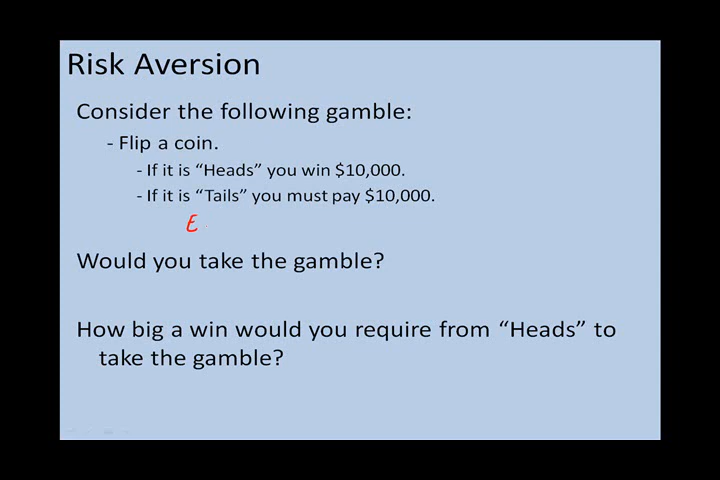 Risk Aversion
Consider the following gamble:
- Flip a coin.
- If it is “Heads” you win $10,000.
- If it is “Tails” you must pay $10,000.
E
Would you take the gamble?
How big a win would you require from “Heads” to
take the gamble?